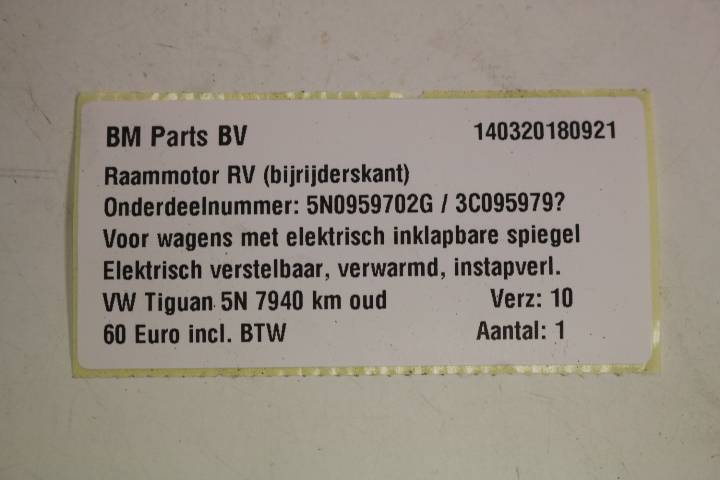 BM Parts BV 140320180921
Raammotor RV (bijrijderskant)
Onderdeelnummer: 5N0959702G / 3C095979?
Voor wagens met elektrisch inklapbare spiegel
Elektrisch verstelbaar, verwarmd, instapverl.
VW Tiguan 5N 7940 km oud Verz: 10
60 Euro incl. BTW Aantal: 1